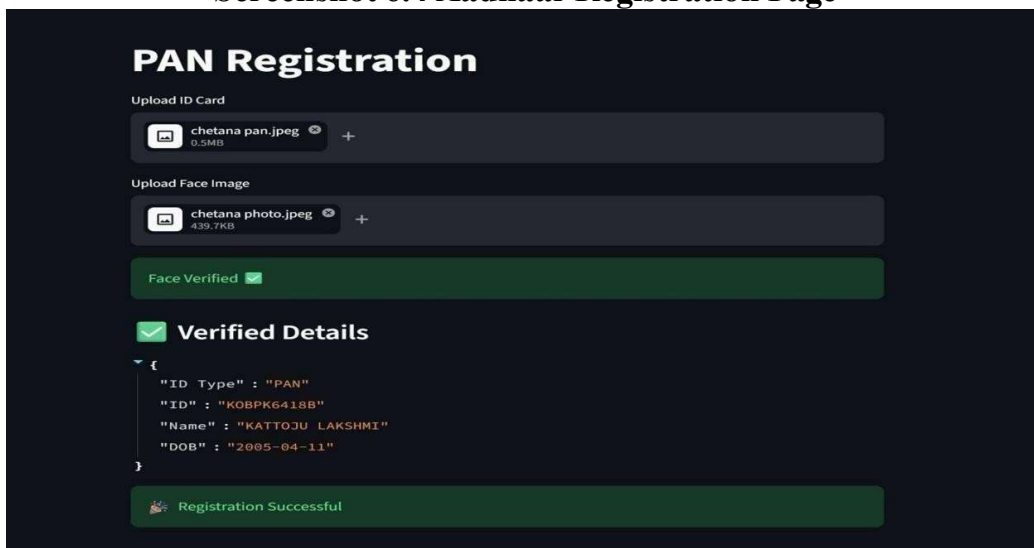 PAN Registration
Upload ID Card
chetana pan.jpeg
0.5MB
Upload Face Image
chetana photo.jpeg
439.7KB
Face Verified ✅
✅ Verified Details
{
"ID Type" : "PAN"
"ID" : "KOBPK6418B"
"Name" : "KATTOJU LAKSHMI"
"DOB" : "2005-04-11"
}
🎉 Registration Successful